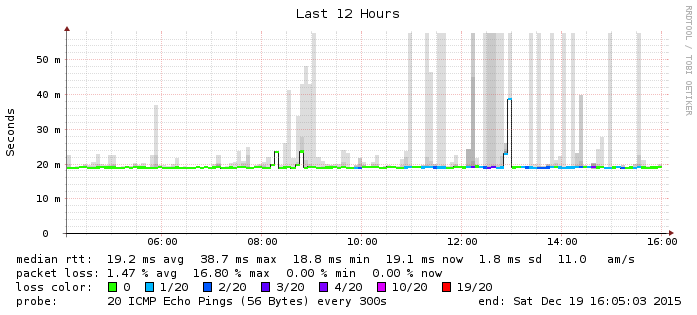 Last 12 Hours
RRDTOOL / TOBI OETIKER
Seconds
50 m
40 m
30 m
20 m
10 m
0
06:00 08:00 10:00 12:00 14:00 16:00
median rtt: 19.2 ms avg 38.7 ms max 18.8 ms min 19.1 ms now 1.8 ms sd 11.0 am/s
packet loss: 1.47 % avg 16.80 % max 0.00 % min 0.00 % now
loss color: 0 1/20 2/20 3/20 4/20 10/20 19/20
probe: 20 ICMP Echo Pings (56 Bytes) every 300s end: Sat Dec 19 16:05:03 2015